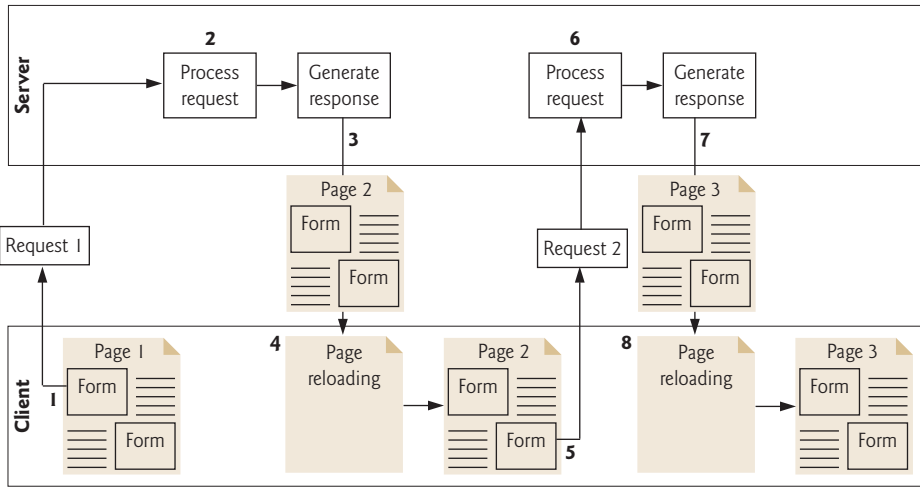 Server
2
Process
request
Generate
response
3
6
Process
request
Generate
response
7
Page 2
Form
Form
Page 3
Form
Form
Request 1
Request 2
Client
Page 1
Form
1
Form
4
Page
reloading
Page 2
Form
Form
5
8
Page
reloading
Page 3
Form
Form